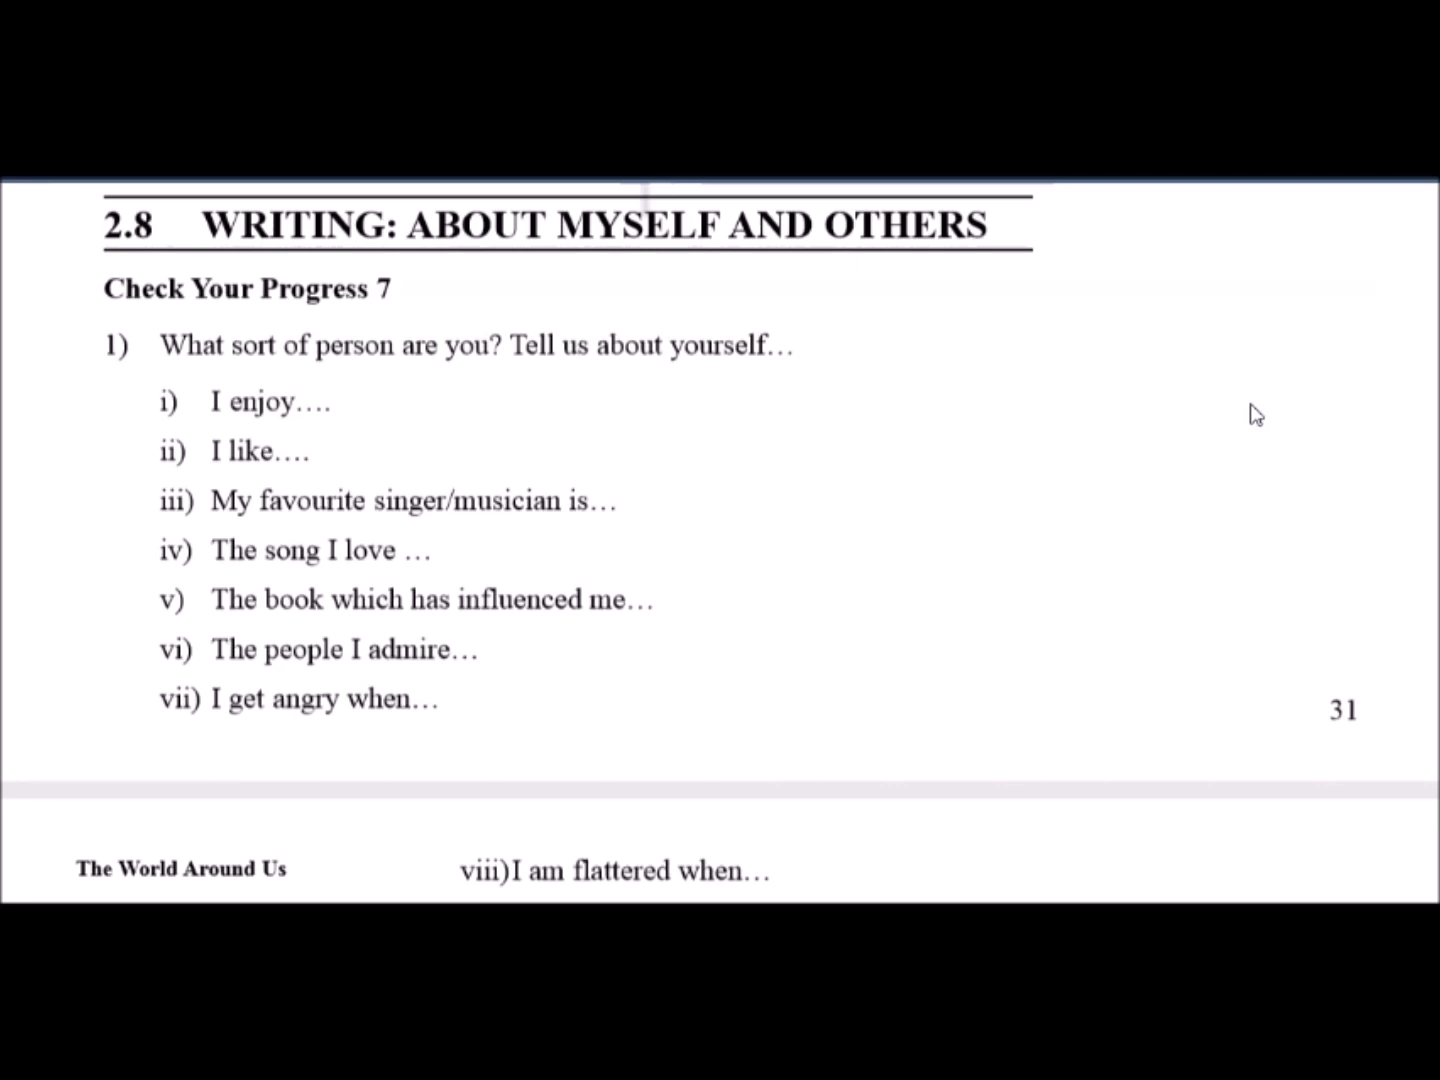 2.8 WRITING: ABOUT MYSELF AND OTHERS
Check Your Progress 7
1) What sort of person are you? Tell us about yourself…
i) I enjoy….
ii) I like….
iii) My favourite singer/musician is…
iv) The song I love …
v) The book which has influenced me…
vi) The people I admire…
vii) I get angry when…
31
The World Around Us
viii)I am flattered when…